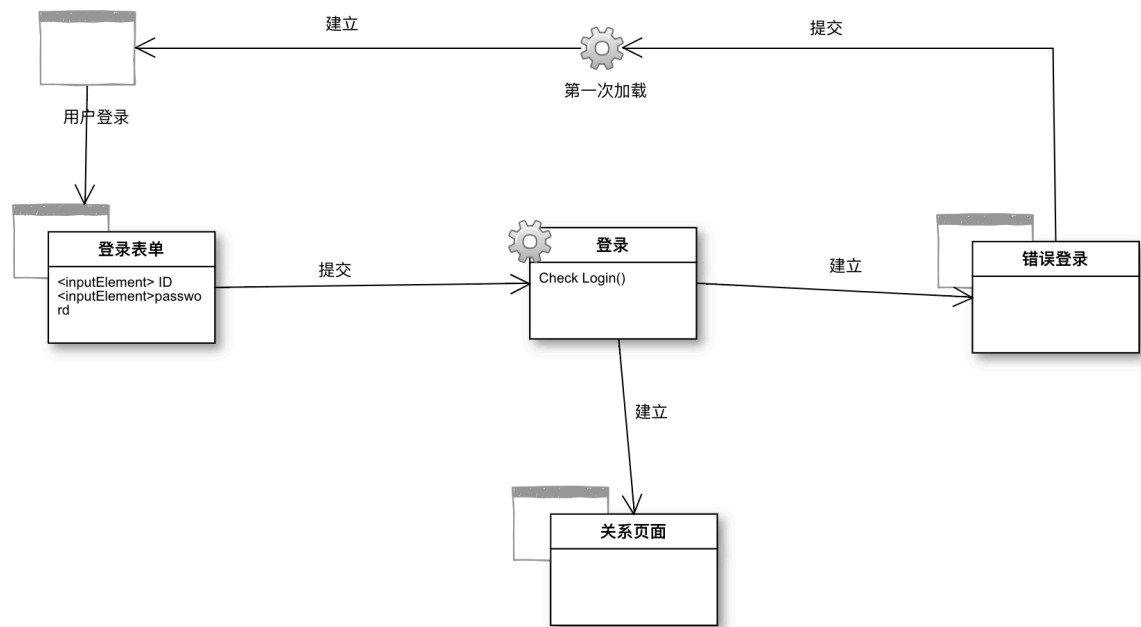 建立
提交
第一次加载
用户登录
登录表单
<inputElement> ID
<inputElement>passwo
rd
提交
登录
Check Login()
建立
错误登录
建立
关系页面